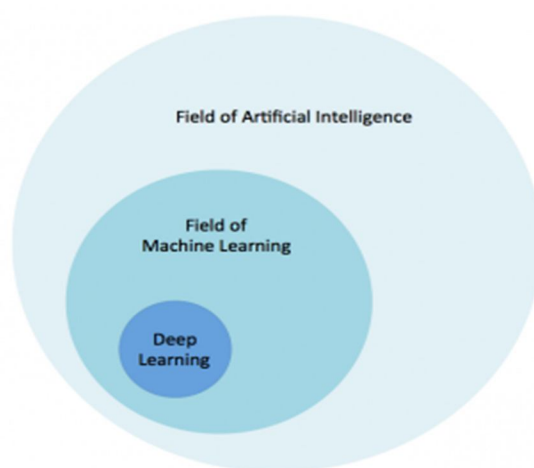 Field of Artificial Intelligence
Field of
Machine Learning
Deep
Learning